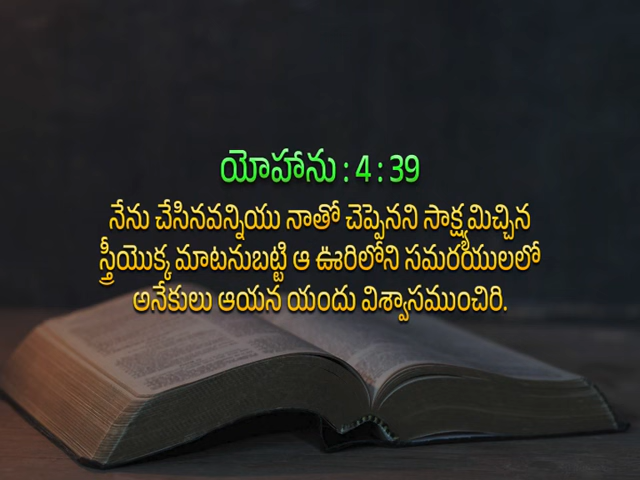 యోహాను : 4 : 39
నేను చేసినవన్నియు నాతో చెప్పెనని సాక్ష్యమిచ్చిన
స్త్రీయొక్క మాటనుబట్టి ఆ ఊరిలోని సమరయులలో
అనేకులు ఆయన యందు విశ్వాసముంచిరి.